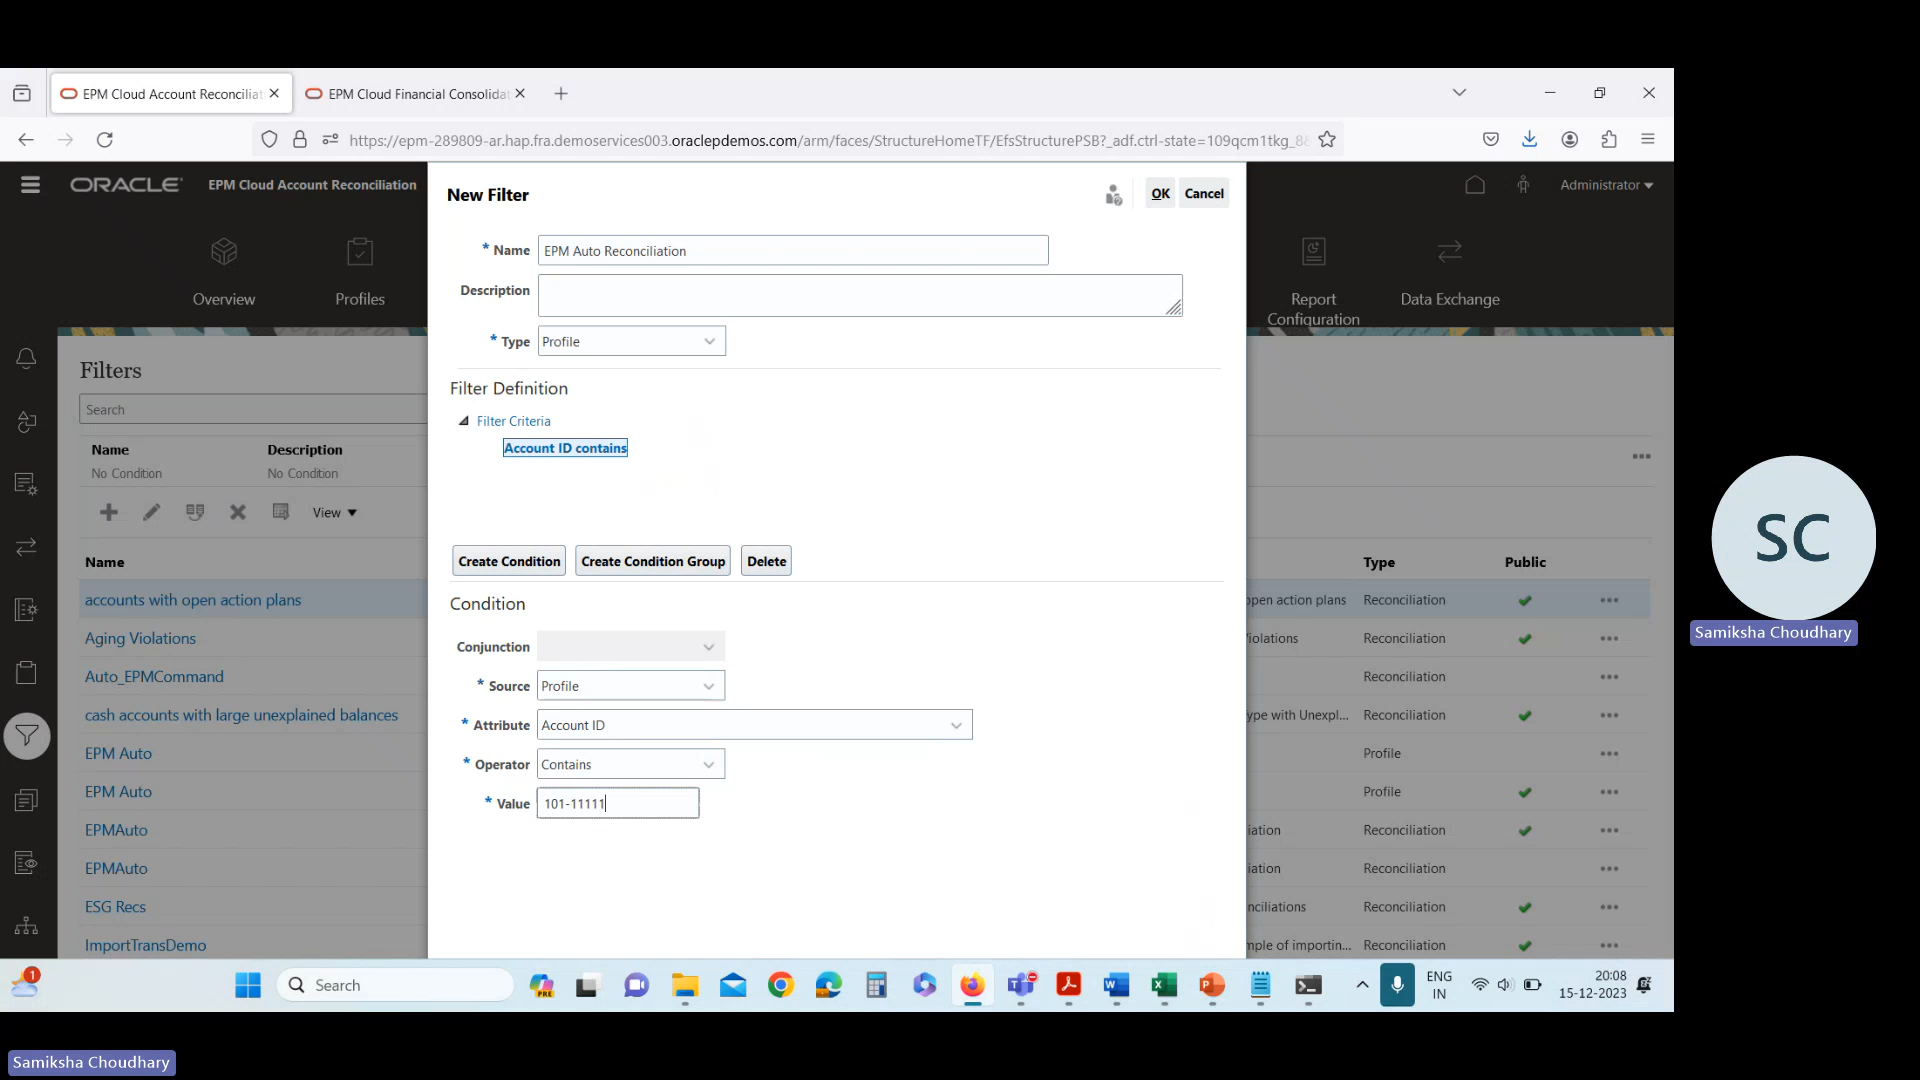 EPM Cloud Account Reconciliat
EPM Cloud Financial Consolidat
https://epm-289809-ar.hap.fra.demoservices003.oraclepdemos.com/arm/faces/StructureHomeTF/EfsStructurePSB?_adf.ctrl-state=109qcm1tkg_88
ORACLE EPM Cloud Account Reconciliation
Administrator
Overview
Profiles
Report
Configuration
Data Exchange
Filters
Search
Name
Description
No Condition
No Condition
View
Name
accounts with open action plans
Aging Violations
Auto_EPMCommand
cash accounts with large unexplained balances
EPM Auto
EPM Auto
EPMAuto
EPMAuto
ESG Recs
ImportTransDemo
New Filter
OK
Cancel
* Name EPM Auto Reconciliation
Description
* Type Profile
Filter Definition
Filter Criteria
Account ID contains
Create Condition
Create Condition Group
Delete
Condition
Conjunction
* Source Profile
* Attribute Account ID
* Operator Contains
* Value 101-11111
Type
Public
open action plans Reconciliation
iolations Reconciliation
Reconciliation
ype with Unexpl... Reconciliation
Profile
Profile
iation Reconciliation
iation Reconciliation
nciliations Reconciliation
mple of importin... Reconciliation
SC
Samiksha Choudhary
1
Search
PRE
ENG
IN
20:08
15-12-2023
Samiksha Choudhary